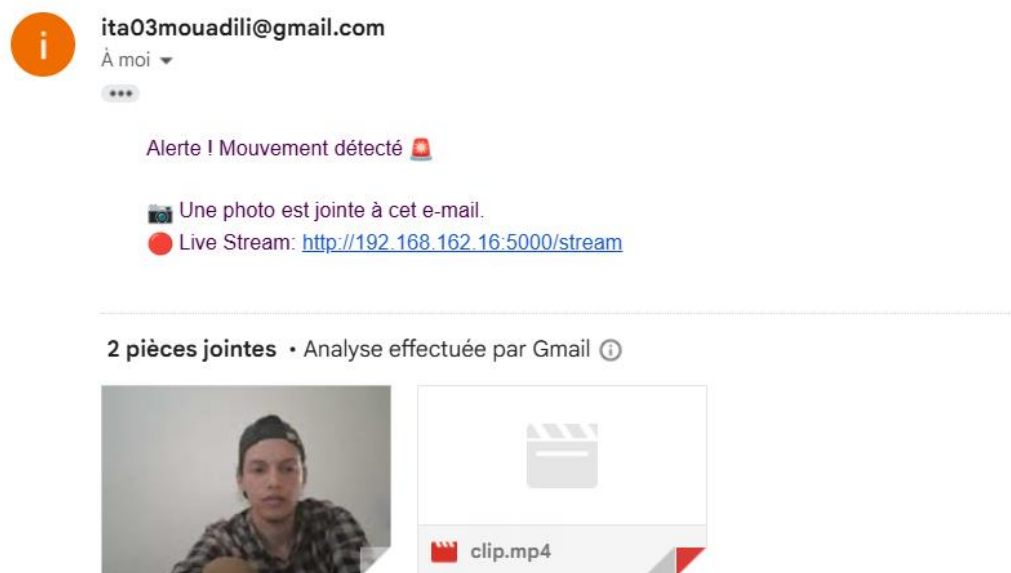 i
ita03mouadili@gmail.com
À moi
Alerte ! Mouvement détecté 🚨
📷 Une photo est jointe à cet e-mail.
🔴 Live Stream: http://192.168.162.16:5000/stream
2 pièces jointes • Analyse effectuée par Gmail
clip.mp4